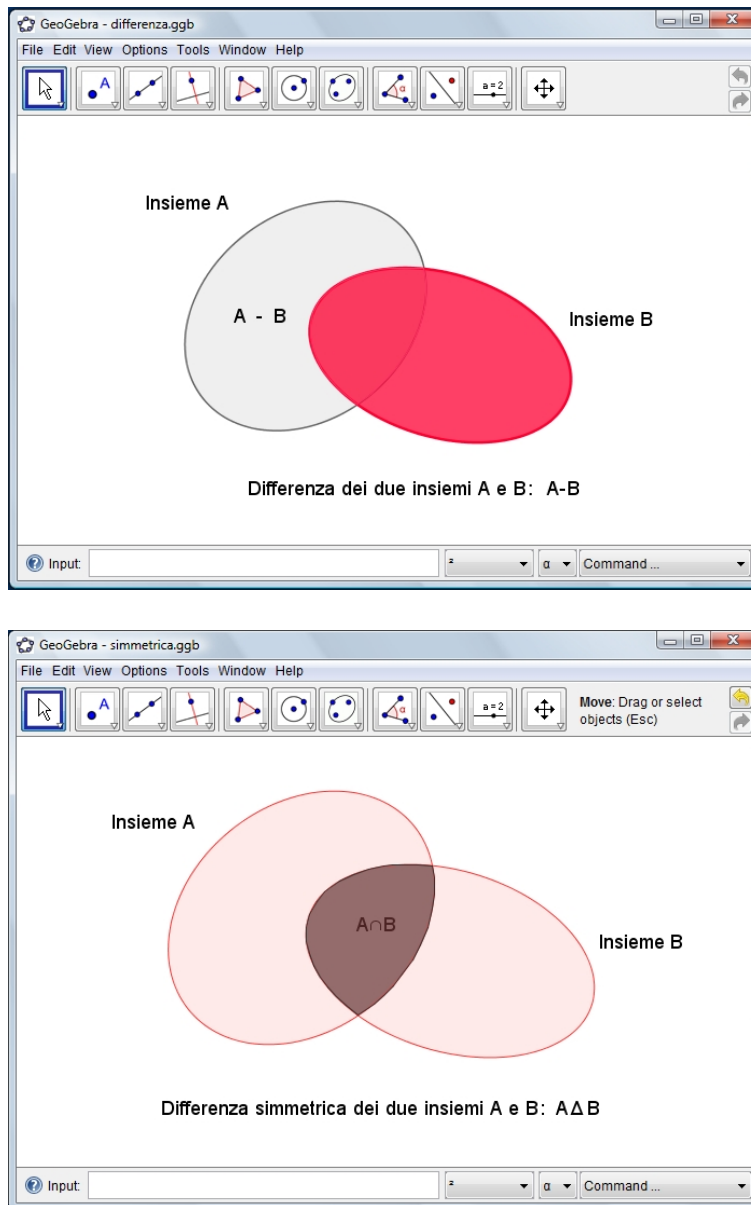 GeoGebra - differenza.ggb
File Edit View Options Tools Window Help
A
α
a = 2
Insieme A
A - B
Insieme B
Differenza dei due insiemi A e B: A-B
Input:
² α Command ...
GeoGebra - simmetrica.ggb
File Edit View Options Tools Window Help
A
α
a = 2
Move: Drag or select
objects (Esc)
Insieme A
A∩B
Insieme B
Differenza simmetrica dei due insiemi A e B: A Δ B
Input:
² α Command ...